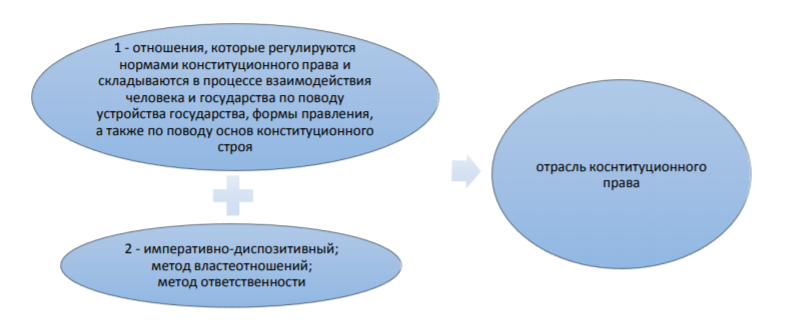 1 - отношения, которые регулируются
нормами конституционного права и
складываются в процессе взаимодействия
человека и государства по поводу
устройства государства, формы правления,
а также по поводу основ конституционного
строя
2 - императивно-диспозитивный;
метод властеотношений;
метод ответственности
отрасль коснтитуционного
права